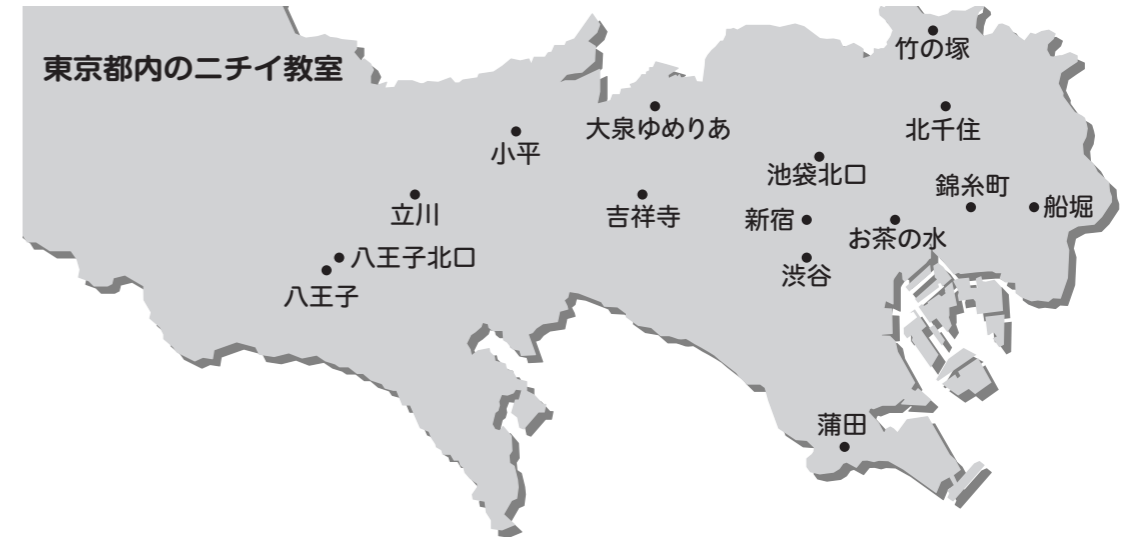 東京都内のニチイ教室
竹の塚
大泉ゆめりあ
北千住
小平
池袋北口
錦糸町
立川
吉祥寺
新宿
船堀
お茶の水
八王子北口
渋谷
八王子
蒲田